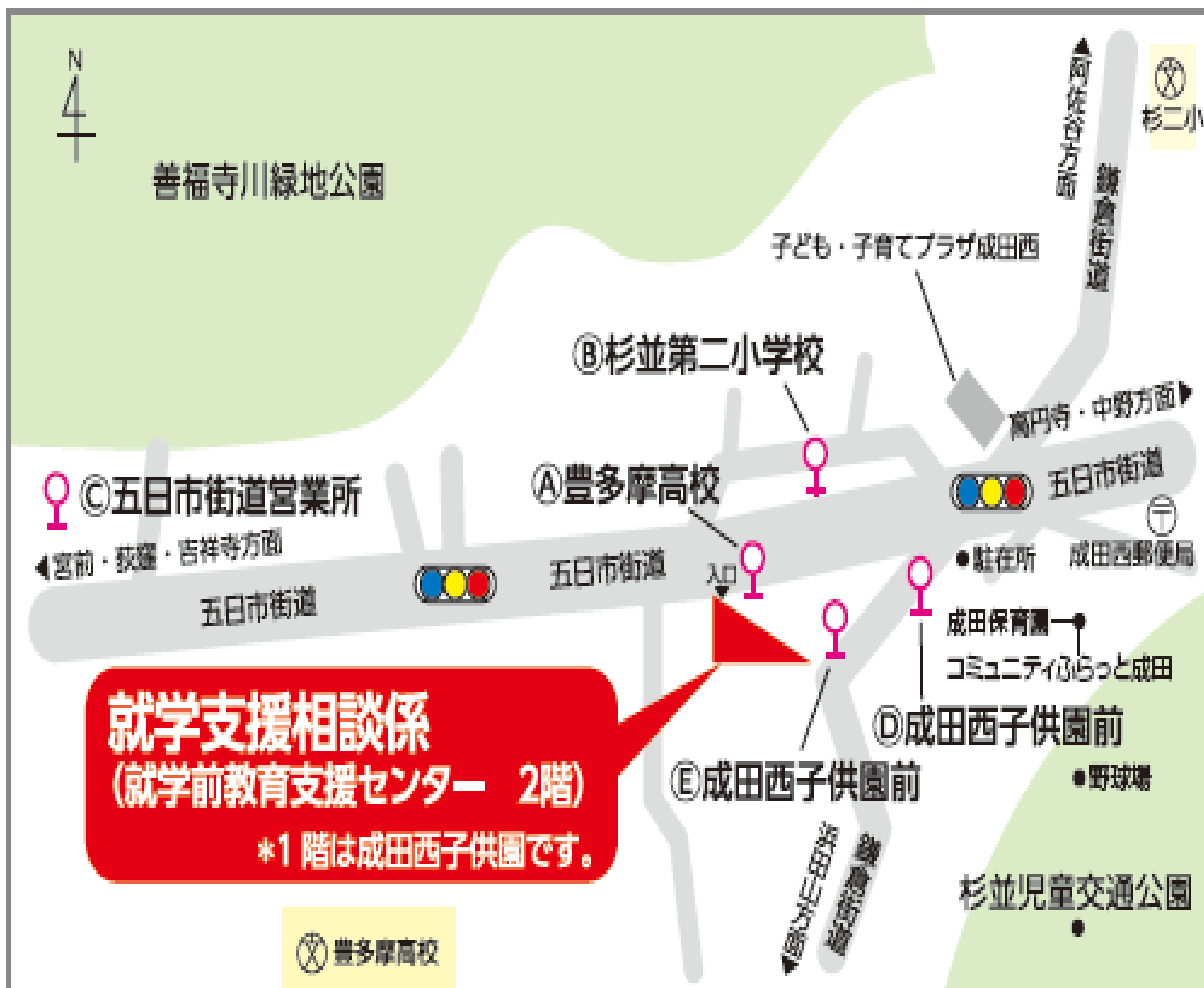 N
善福寺川緑地公園
阿佐谷方面
杉二小
鎌倉街道
子ども・子育てプラザ成田西
Ⓑ杉並第二小学校
高円寺・中野方面
Ⓐ豊多摩高校
五日市街道
Ⓒ五日市街道営業所
宮前・荻窪・吉祥寺方面
五日市街道
五日市街道
入口
駐在所
成田西郵便局
成田保育園
コミュニティふらっと成田
就学支援相談係
(就学前教育支援センター 2階)
*1階は成田西子供園です。
Ⓓ成田西子供園前
Ⓔ成田西子供園前
野球場
浜田山方面
鎌倉街道
杉並児童交通公園
豊多摩高校